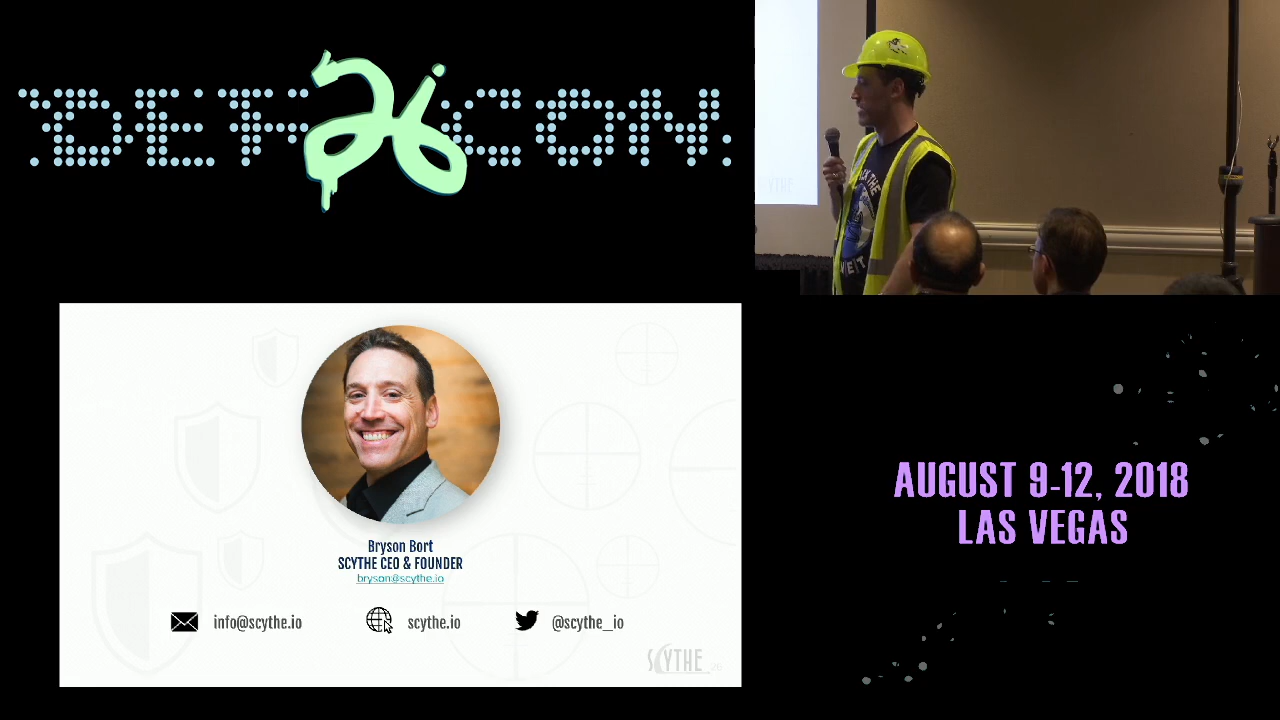 DEF CON 26
Bryson Bort
SCYTHE CEO & FOUNDER
bryson@scythe.io
info@scythe.io
scythe.io
@scythe_io
SCYTHE
AUGUST 9-12, 2018
LAS VEGAS